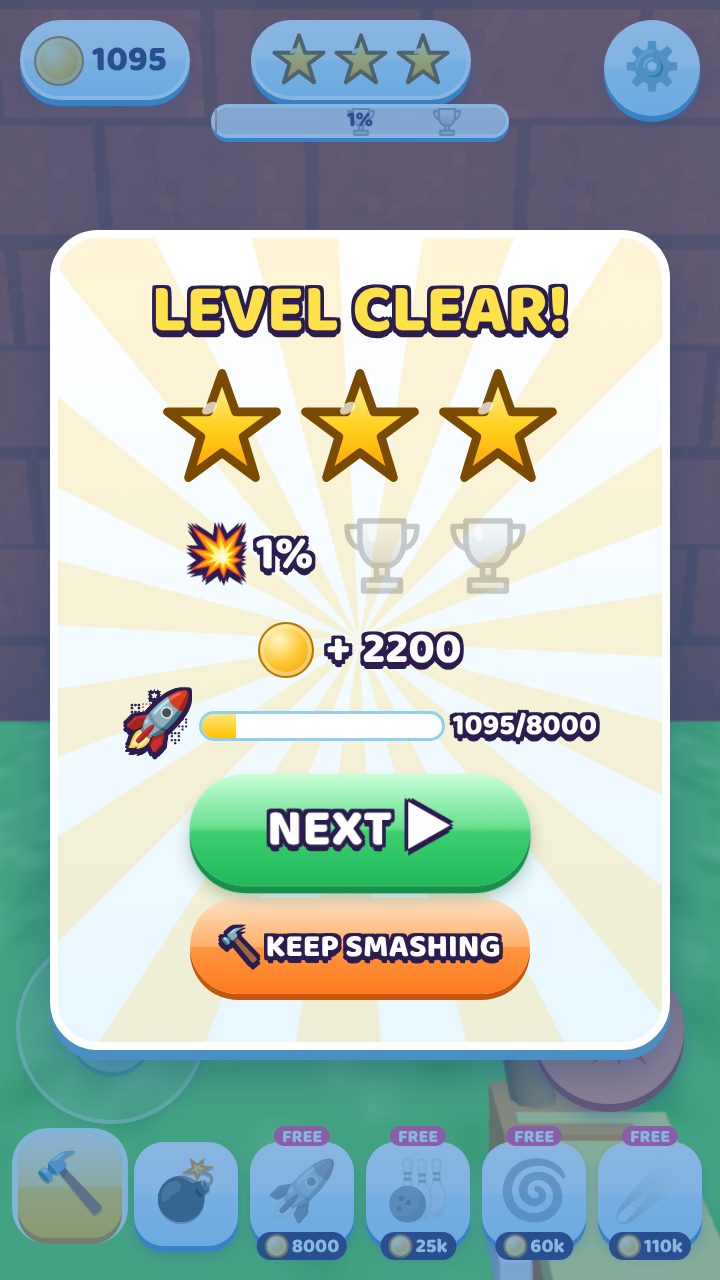 1095
1%
LEVEL CLEAR!
1%
+ 2200
1095/8000
NEXT
KEEP SMASHING
FREE FREE FREE FREE
8000 25k 60k 110k